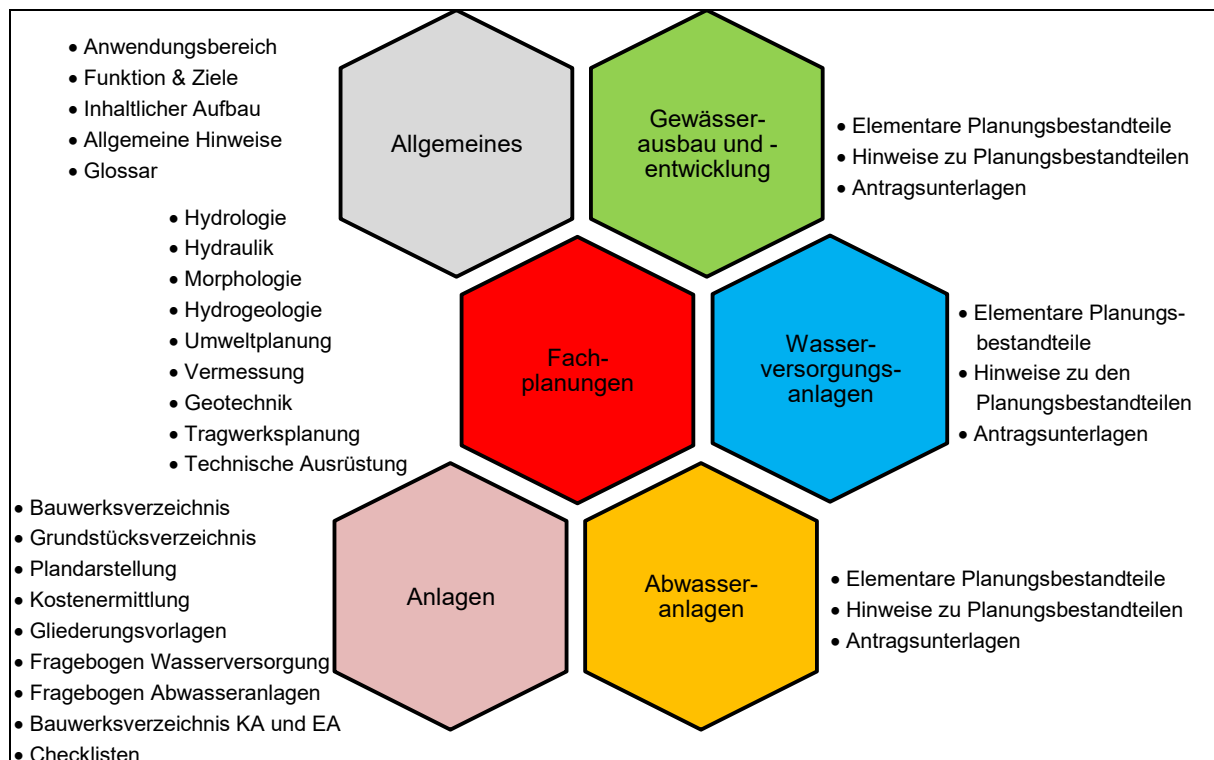 • Anwendungsbereich
• Funktion & Ziele
• Inhaltlicher Aufbau
• Allgemeine Hinweise
• Glossar
Allgemeines
Gewässer-
ausbau und -
entwicklung
• Elementare Planungsbestandteile
• Hinweise zu Planungsbestandteilen
• Antragsunterlagen
• Hydrologie
• Hydraulik
• Morphologie
• Hydrogeologie
• Umweltplanung
• Vermessung
• Geotechnik
• Tragwerksplanung
• Technische Ausrüstung
Fach-
planungen
Wasser-
versorgungs-
anlagen
• Elementare Planungs-
bestandteile
• Hinweise zu den
Planungsbestandteilen
• Antragsunterlagen
• Bauwerksverzeichnis
• Grundstücksverzeichnis
• Plandarstellung
• Kostenermittlung
• Gliederungsvorlagen
• Fragebogen Wasserversorgung
• Fragebogen Abwasseranlagen
• Bauwerksverzeichnis KA und EA
• Checklisten
Anlagen
Abwasser-
anlagen
• Elementare Planungsbestandteile
• Hinweise zu Planungsbestandteilen
• Antragsunterlagen